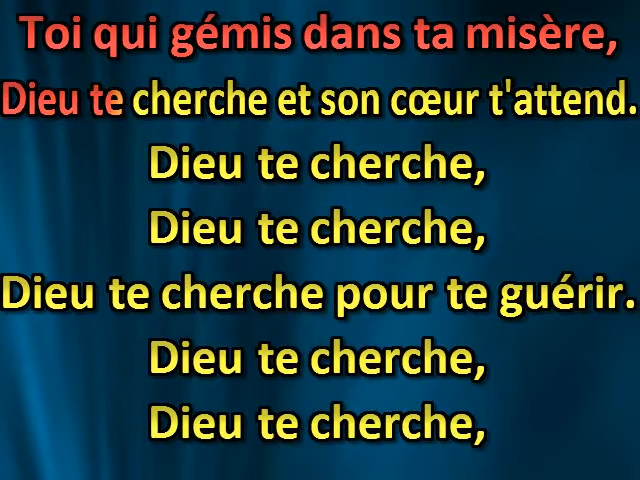 Toi qui gémis dans ta misère,
Dieu te cherche et son cœur t'attend.
Dieu te cherche,
Dieu te cherche,
Dieu te cherche pour te guérir.
Dieu te cherche,
Dieu te cherche,